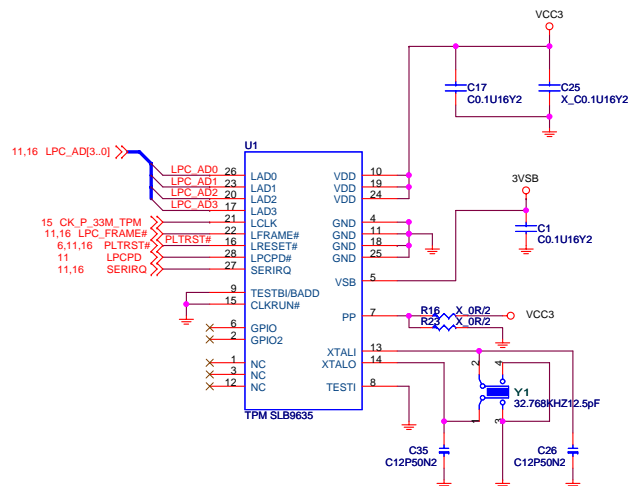 VCC3
C17
C0.1U16Y2
C25
X_C0.1U16Y2
U1
11,16 LPC_AD[3..0]
LPC_AD0 26 LAD0
LPC_AD1 23 LAD1
LPC_AD2 20 LAD2
LPC_AD3 17 LAD3
15 CK_P_33M_TPM 21 LCLK
11,16 LPC_FRAME# 22 LFRAME#
6,11,16 PLTRST# PLTRST# 16 LRESET#
11 LPCPD 28 LPCPD#
11,16 SERIRQ 27 SERIRQ
9 TESTBI/BADD
15 CLKRUN#
6 GPIO
2 GPIO2
1 NC
3 NC
12 NC
VDD 10
VDD 19
VDD 24
GND 4
GND 11
GND 18
GND 25
VSB 5
PP 7
XTALI 13
XTALO 14
TESTI 8
TPM SLB9635
3VSB
C1
C0.1U16Y2
R16 X_0R/2
R23 X_0R/2
VCC3
2 4
1 3
Y1
32.768KHZ12.5pF
C35
C12P50N2
C26
C12P50N2